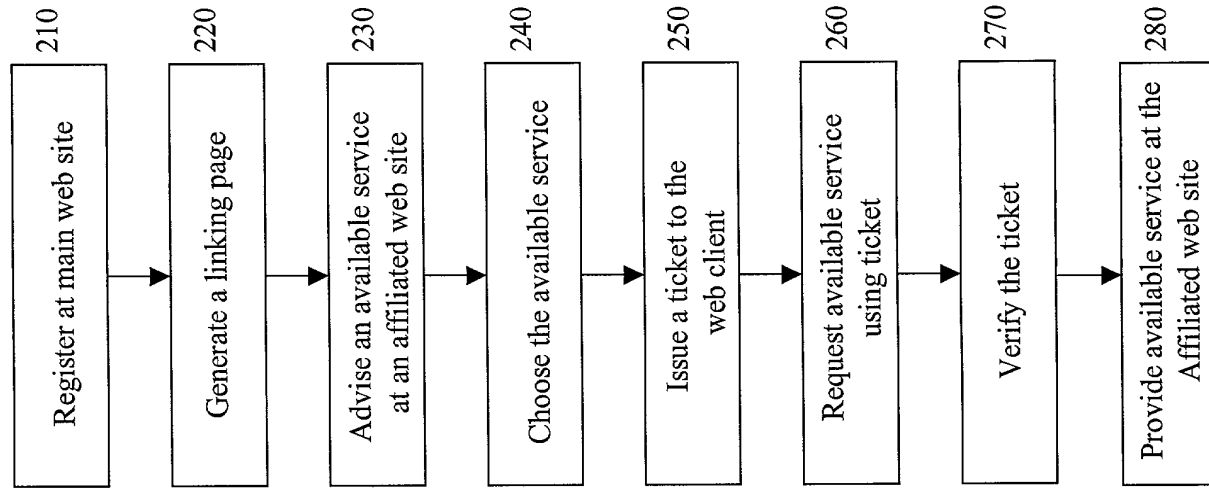 Register at main web site
210
Generate a linking page
220
Advise an available service
at an affiliated web site
230
Choose the available service
240
Issue a ticket to the
web client
250
Request available service
using ticket
260
Verify the ticket
270
Provide available service at the
Affiliated web site
280